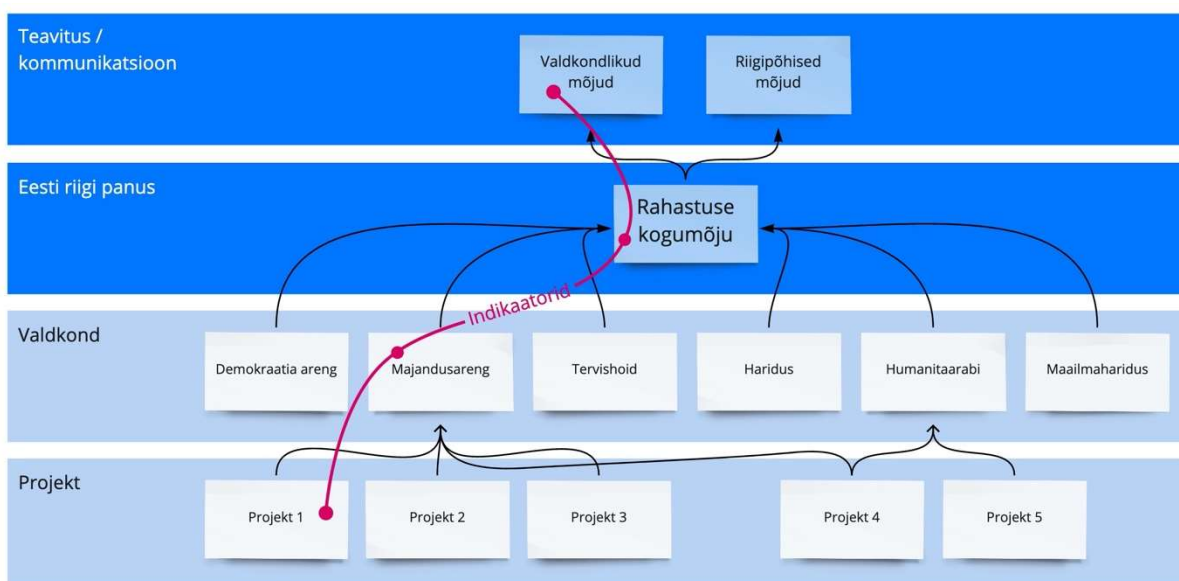 Teavitus /
kommunikatsioon
Valdkondlikud
mõjud
Riigipõhised
mõjud
Eesti riigi panus
Rahastuse
kogumõju
Indikaatorid
Valdkond
Demokraatia areng
Majandusareng
Tervishoid
Haridus
Humanitaarabi
Maailmaharidus
Projekt
Projekt 1
Projekt 2
Projekt 3
Projekt 4
Projekt 5